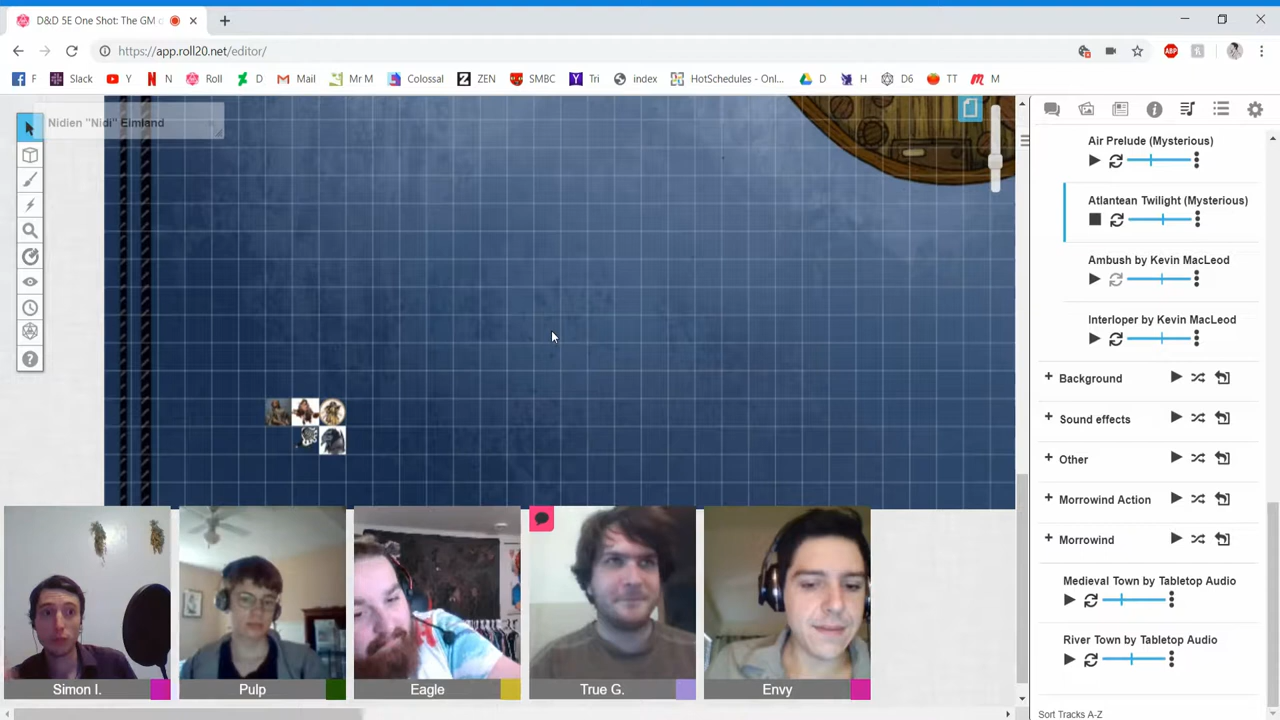 D&D 5E One Shot: The GM
https://app.roll20.net/editor/
F Slack Y N Roll D Mail Mr M Colossal ZEN SMBC Tri index HotSchedules - Onl... D H D6 TT M
ABP
Nidien "Nidi" Eimland
Air Prelude (Mysterious)
Atlantean Twilight (Mysterious)
Ambush by Kevin MacLeod
Interloper by Kevin MacLeod
Background
Sound effects
Other
Morrowind Action
Morrowind
Medieval Town by Tabletop Audio
River Town by Tabletop Audio
Sort Tracks A-Z
Simon I. Pulp Eagle True G. Envy